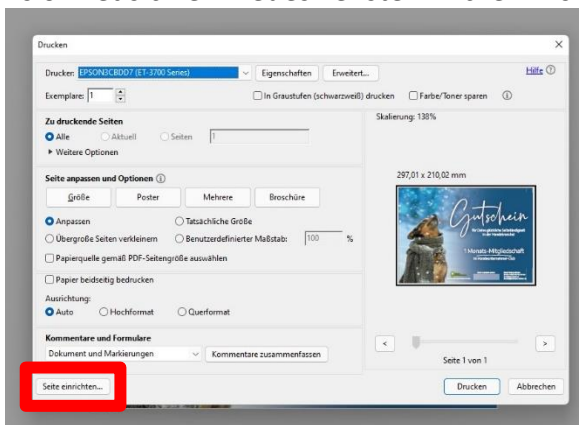 Drucken
Drucker: EPSON3CBDD7 (ET-3700 Series) Eigenschaften Erweitert... Hilfe
Exemplare: 1 In Graustufen (schwarzweiß) drucken Farbe/Toner sparen
Zu druckende Seiten Skalierung: 138%
Alle Aktuell Seiten 1
Weitere Optionen
Seite anpassen und Optionen 297,01 x 210,02 mm
Größe Poster Mehrere Broschüre
Anpassen Tatsächliche Größe
Übergroße Seiten verkleinern Benutzerdefinierter Maßstab: 100 %
Papierquelle gemäß PDF-Seitengröße auswählen
Gutschein
1 Monats-Mitgliedschaft
Papier beidseitig bedrucken
Ausrichtung:
Auto Hochformat Querformat
Kommentare und Formulare
Dokument und Markierungen Kommentare zusammenfassen
< >
Seite 1 von 1
Seite einrichten... Drucken Abbrechen